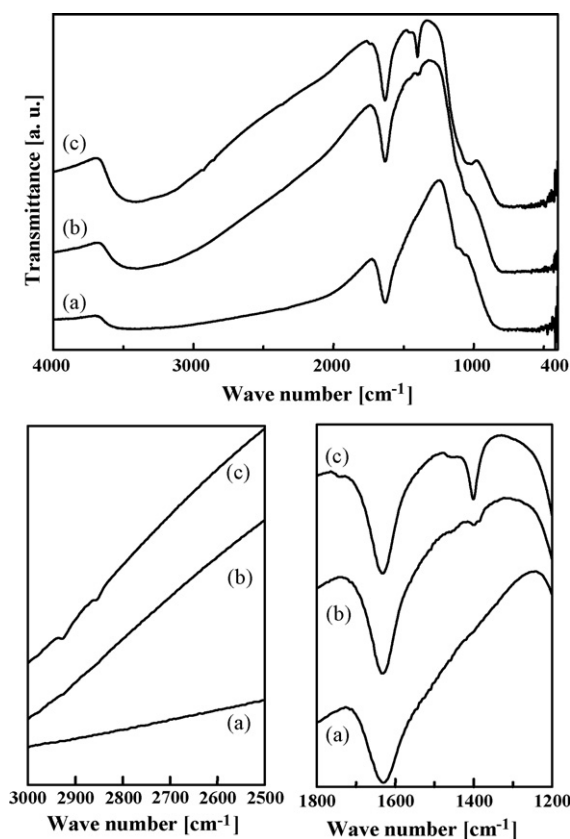 Transmittance [a. u.]
(c)
(b)
(a)
4000 3000 2000 1000 400
Wave number [cm-1]
(c)
(b)
(a)
3000 2900 2800 2700 2600 2500
Wave number [cm-1]
(c)
(b)
(a)
1800 1600 1400 1200
Wave number [cm-1]